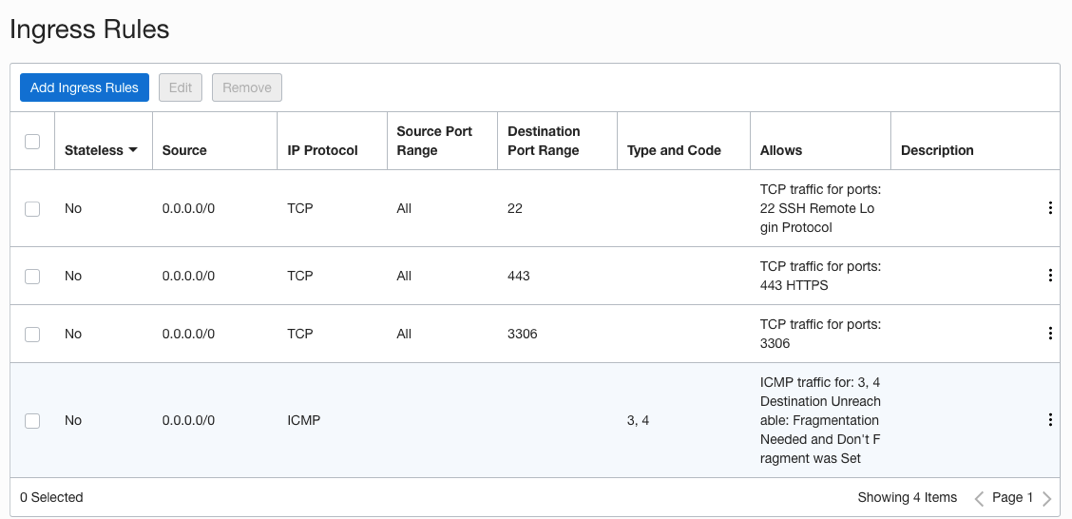 Ingress Rules
Add Ingress Rules Edit Remove
Stateless Source IP Protocol Source Port Range Destination Port Range Type and Code Allows Description
No 0.0.0.0/0 TCP All 22 TCP traffic for ports:
22 SSH Remote Lo
gin Protocol
No 0.0.0.0/0 TCP All 443 TCP traffic for ports:
443 HTTPS
No 0.0.0.0/0 TCP All 3306 TCP traffic for ports:
3306
No 0.0.0.0/0 ICMP 3, 4 ICMP traffic for: 3, 4
Destination Unreach
able: Fragmentation
Needed and Don't F
ragment was Set
0 Selected Showing 4 Items Page 1